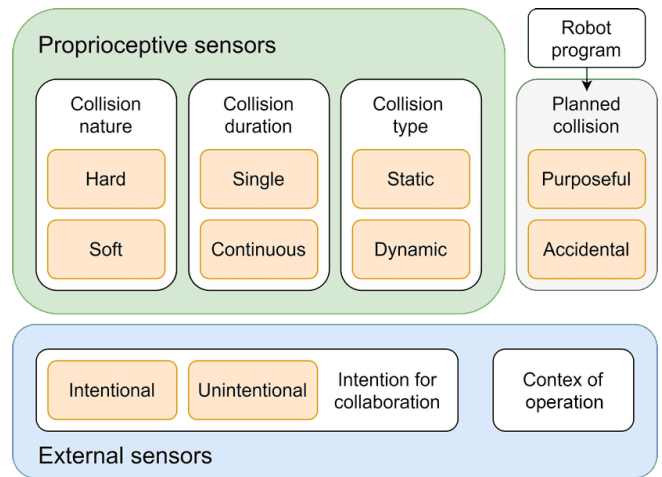 Proprioceptive sensors
Robot
program
Collision
nature
Hard
Soft
Collision
duration
Single
Continuous
Collision
type
Static
Dynamic
Planned
collision
Purposeful
Accidental
Intentional
Unintentional
Intention for
collaboration
Contex of
operation
External sensors